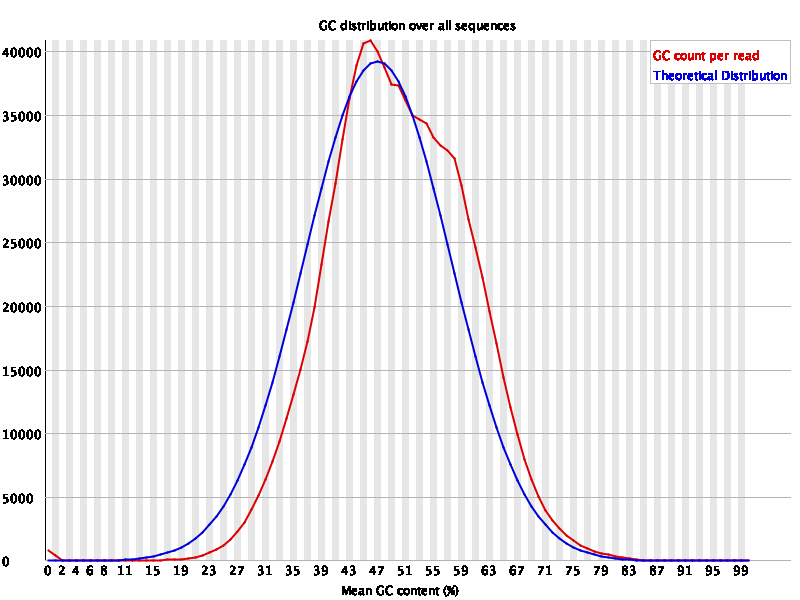 GC distribution over all sequences
GC count per read
Theoretical Distribution
40000
35000
30000
25000
20000
15000
10000
5000
0
0 2 4 6 8 11 15 19 23 27 31 35 39 43 47 51 55 59 63 67 71 75 79 83 87 91 95 99
Mean GC content (%)